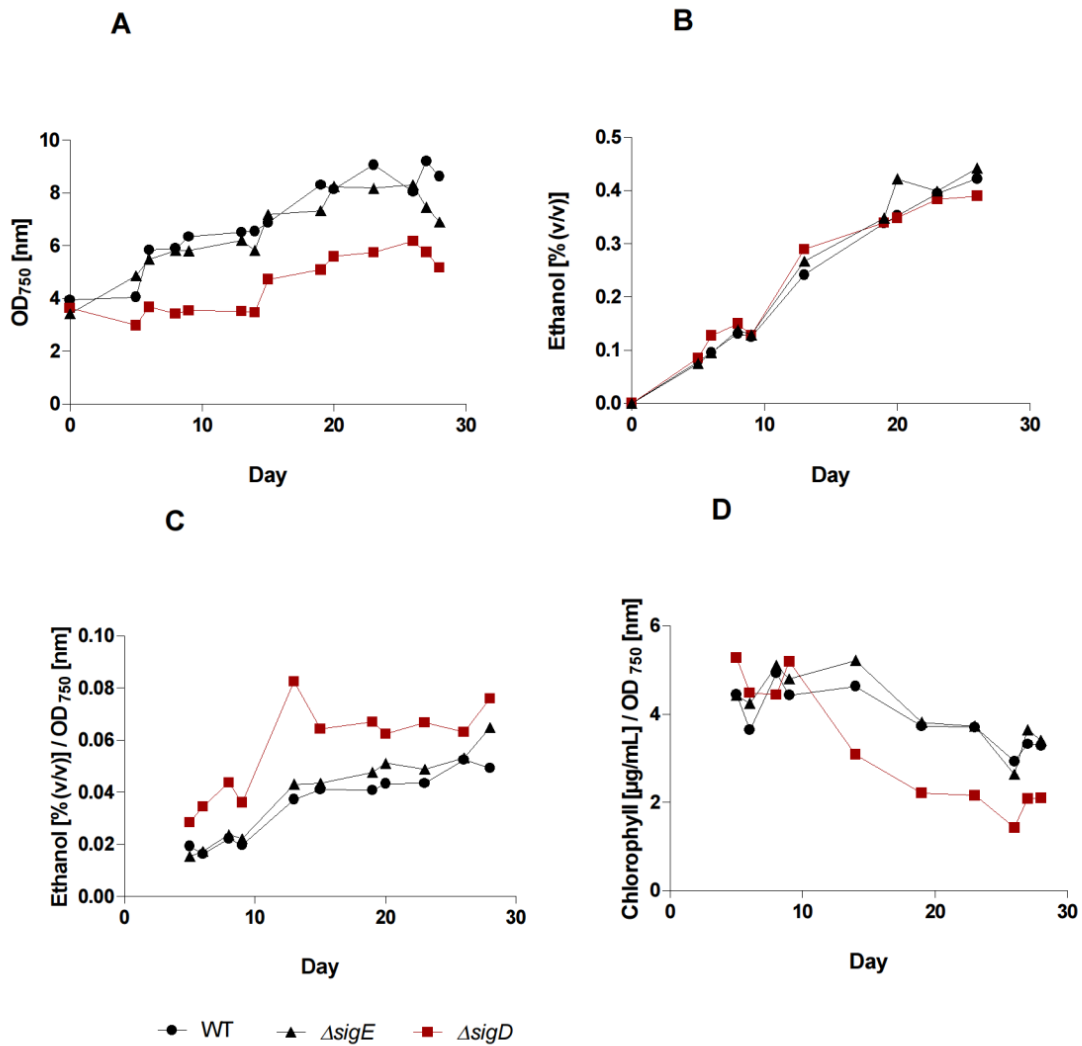 A
B
10
8
6
4
2
0
0 10 20 30
OD750 [nm]
Day
0.5
0.4
0.3
0.2
0.1
0.0
0 10 20 30
Ethanol [% (v/v)]
Day
C
D
0.10
0.08
0.06
0.04
0.02
0.00
0 10 20 30
Ethanol [% (v/v)] / OD750 [nm]
Day
6
4
2
0
0 10 20 30
Chlorophyll [µg/mL] / OD 750 [nm]
Day
WT ΔsigE ΔsigD